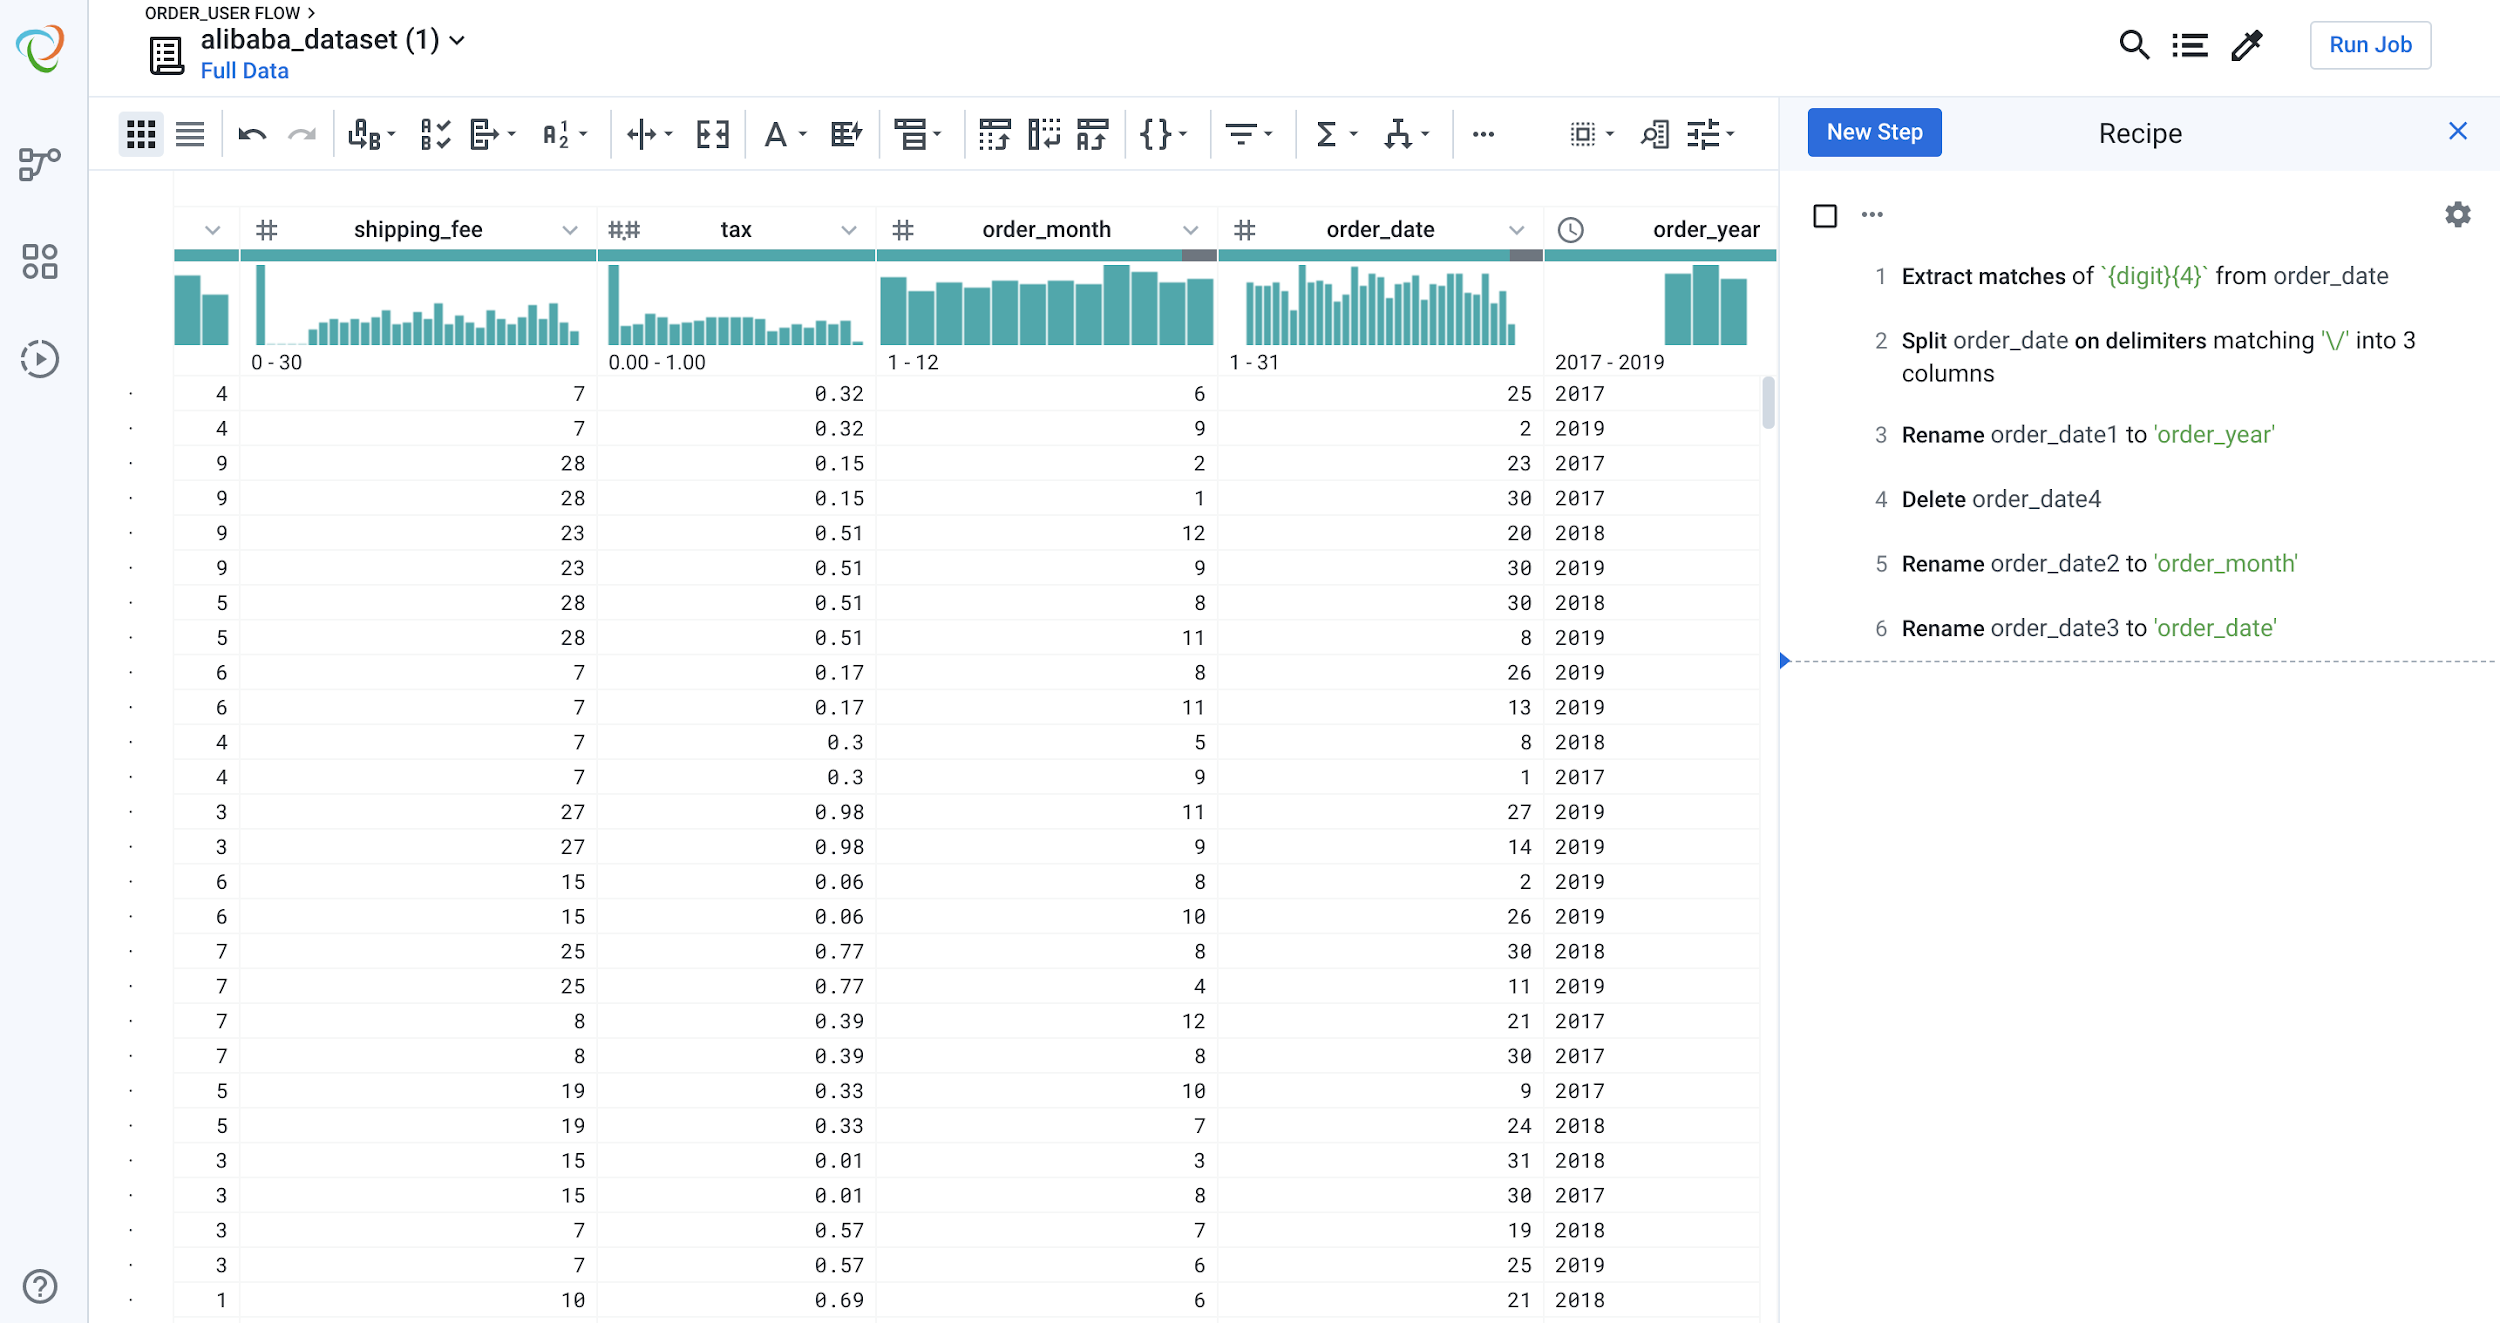 ORDER_USER FLOW >
alibaba_dataset (1)
Full Data
Run Job
New Step
Recipe
shipping_fee
tax
order_month
order_date
order_year
0 - 30
0.00 - 1.00
1 - 12
1 - 31
2017 - 2019
4 7 0.32 6 25 2017
4 7 0.32 9 2 2019
9 28 0.15 2 23 2017
9 28 0.15 1 30 2017
9 23 0.51 12 20 2018
9 23 0.51 9 30 2019
5 28 0.51 8 30 2018
5 28 0.51 11 8 2019
6 7 0.17 8 26 2019
6 7 0.17 11 13 2019
4 7 0.3 5 8 2018
4 7 0.3 9 1 2017
3 27 0.98 11 27 2019
3 27 0.98 9 14 2019
6 15 0.06 8 2 2019
6 15 0.06 10 26 2019
7 25 0.77 8 30 2018
7 25 0.77 4 11 2019
7 8 0.39 12 21 2017
7 8 0.39 8 30 2017
5 19 0.33 10 9 2017
5 19 0.33 7 24 2018
3 15 0.01 3 31 2018
3 15 0.01 8 30 2017
3 7 0.57 7 19 2018
3 7 0.57 6 25 2019
1 10 0.69 6 21 2018
1 Extract matches of `{digit}{4}` from order_date
2 Split order_date on delimiters matching '\/' into 3
columns
3 Rename order_date1 to 'order_year'
4 Delete order_date4
5 Rename order_date2 to 'order_month'
6 Rename order_date3 to 'order_date'